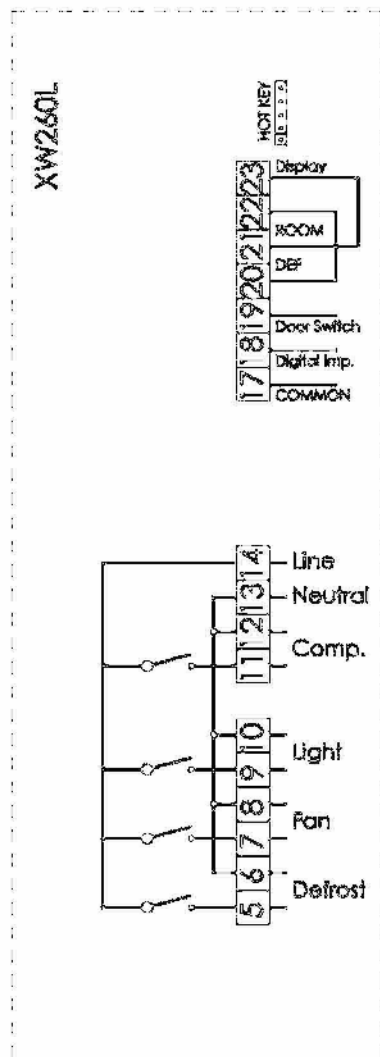 XW260L
HOT KEY
23
Display
22
21
ROOM
20
DEF
19
Door Switch
18
Digital Inp.
17
COMMON
14
Line
13
Neutral
12
11
Comp.
10
Light
9
8
Fan
7
6
Defrost
5